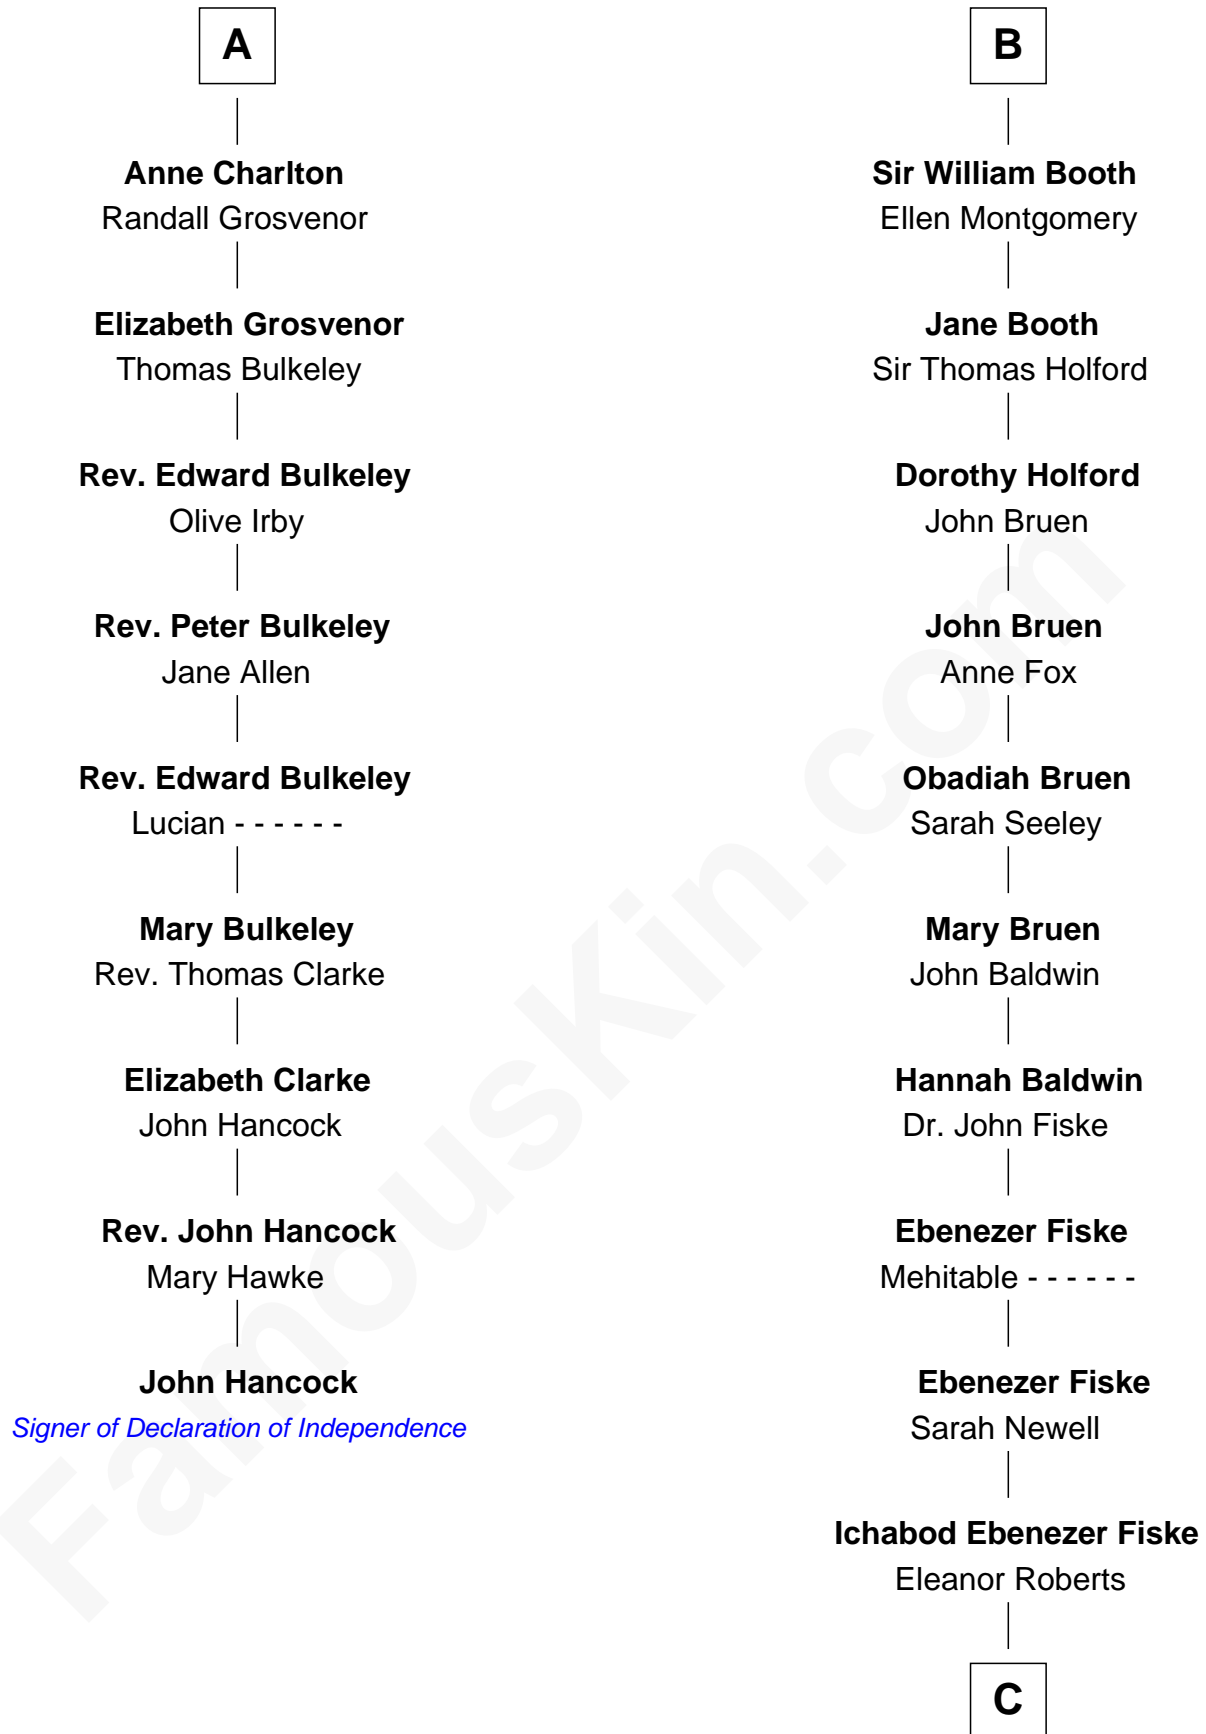 A
Anne Charlton
Randall Grosvenor
Elizabeth Grosvenor
Thomas Bulkeley
Rev. Edward Bulkeley
Olive Irby
Rev. Peter Bulkeley
Jane Allen
Rev. Edward Bulkeley
Lucian - - - - - -
Mary Bulkeley
Rev. Thomas Clarke
Elizabeth Clarke
John Hancock
Rev. John Hancock
Mary Hawke
John Hancock
Signer of Declaration of Independence
B
Sir William Booth
Ellen Montgomery
Jane Booth
Sir Thomas Holford
Dorothy Holford
John Bruen
John Bruen
Anne Fox
Obadiah Bruen
Sarah Seeley
Mary Bruen
John Baldwin
Hannah Baldwin
Dr. John Fiske
Ebenezer Fiske
Mehitable - - - - - -
Ebenezer Fiske
Sarah Newell
Ichabod Ebenezer Fiske
Eleanor Roberts
C
FamousKin.com